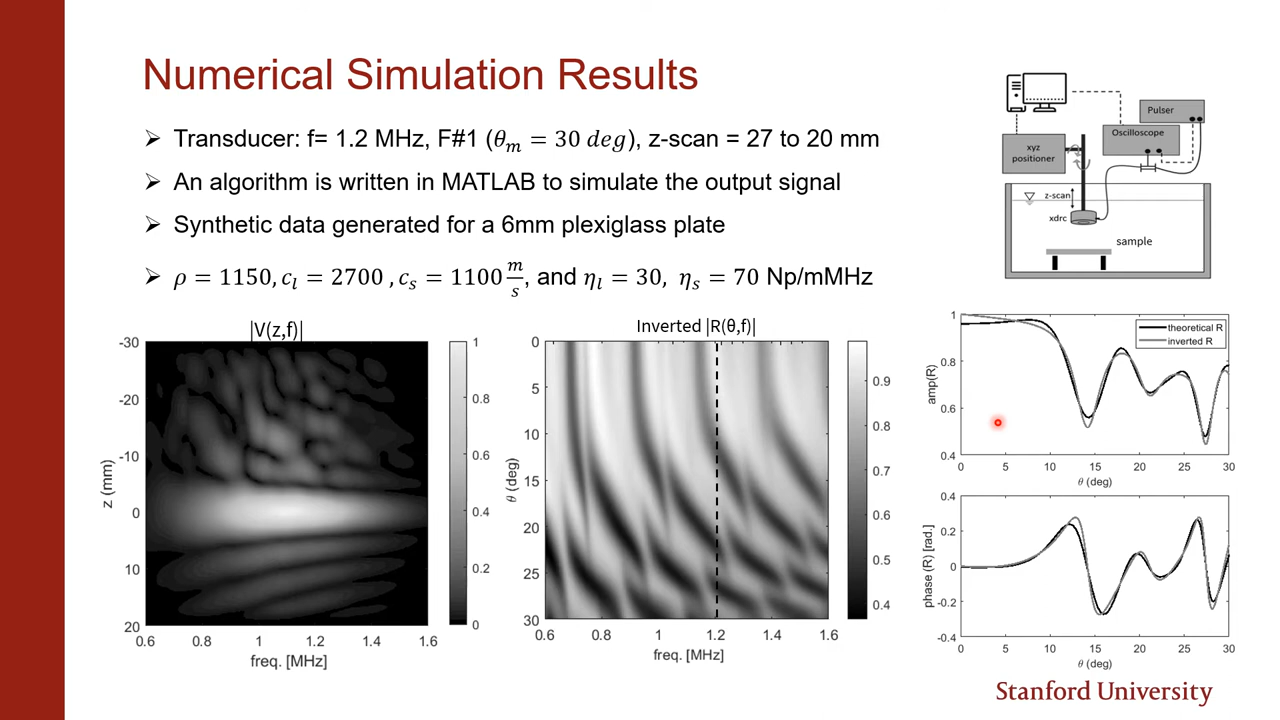 Numerical Simulation Results
➢ Transducer: f= 1.2 MHz, F#1 (θₘ = 30 deg), z-scan = 27 to 20 mm
➢ An algorithm is written in MATLAB to simulate the output signal
➢ Synthetic data generated for a 6mm plexiglass plate
➢ ρ = 1150, cₗ = 2700 , cₛ = 1100 m/s, and ηₗ = 30, ηₛ = 70 Np/mMHz
Pulser
Oscilloscope
xyz
positioner
z-scan
xdrc
sample
|V(z,f)|
-30
-20
-10
0
10
20
z (mm)
0.6
0.8
1
1.2
1.4
1.6
freq. [MHz]
1
0.8
0.6
0.4
0.2
0
Inverted |R(θ,f)|
0
5
10
15
20
25
30
θ (deg)
0.6
0.8
1
1.2
1.4
1.6
freq. [MHz]
0.9
0.8
0.7
0.6
0.5
0.4
theoretical R
inverted R
1
0.8
0.6
0.4
amp(R)
0
5
10
15
20
25
30
θ (deg)
0.4
0.2
0
-0.2
-0.4
phase (R) [rad.]
0
5
10
15
20
25
30
θ (deg)
Stanford University